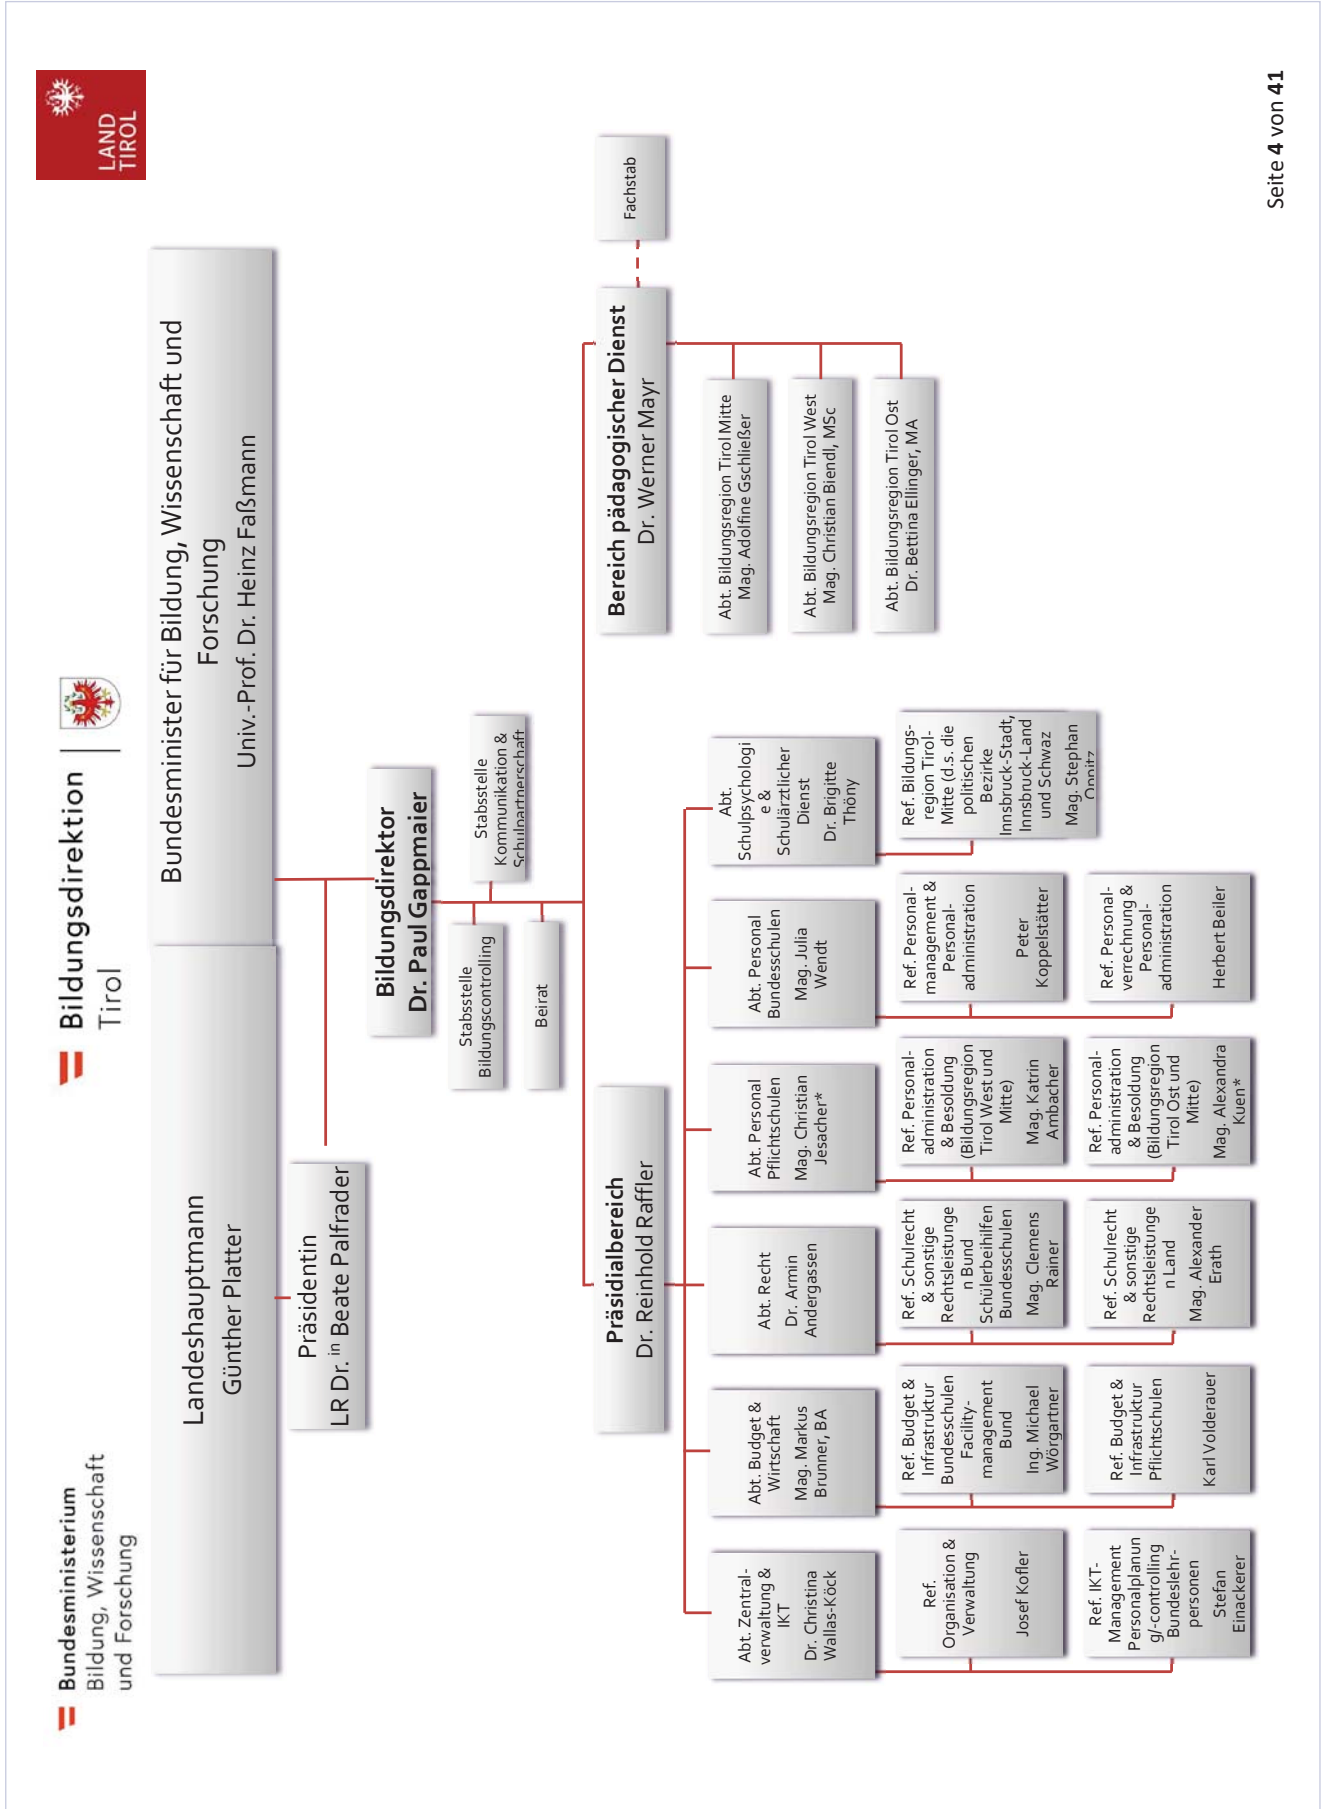 Bundesministerium
Bildung, Wissenschaft
und Forschung
Bildungsdirektion
Tirol
LAND
TIROL
Landeshauptmann
Günther Platter
Bundesminister für Bildung, Wissenschaft und
Forschung
Univ.-Prof. Dr. Heinz Faßmann
Präsidentin
LR Dr. in Beate Palfrader
Bildungsdirektor
Dr. Paul Gappmaier
Stabsstelle
Bildungscontrolling
Stabsstelle
Kommunikation &
Schulpartnerschaft
Beirat
Präsidialbereich
Dr. Reinhold Raffler
Bereich pädagogischer Dienst
Dr. Werner Mayr
Fachstab
Abt. Zentral-
verwaltung &
IKT
Dr. Christina
Wallas-Köck
Ref.
Organisation &
Verwaltung
Josef Kofler
Ref. IKT-
Management
Personalplanun
g/-controlling
Bundeslehr-
personen
Stefan
Einackerer
Abt. Budget &
Wirtschaft
Mag. Markus
Brunner, BA
Ref. Budget &
Infrastruktur
Bundesschulen
Facility-
management
Bund
Ing. Michael
Wörgartner
Ref. Budget &
Infrastruktur
Pflichtschulen
Karl Volderauer
Abt. Recht
Dr. Armin
Andergassen
Ref. Schulrecht
& sonstige
Rechtsleistunge
n Bund
Schülerbeihilfen
Bundesschulen
Mag. Clemens
Rainer
Ref. Schulrecht
& sonstige
Rechtsleistunge
n Land
Mag. Alexander
Erath
Abt. Personal
Pflichtschulen
Mag. Christian
Jesacher*
Ref. Personal-
administration
& Besoldung
(Bildungsregion
Tirol West und
Mitte)
Mag. Katrin
Ambacher
Ref. Personal-
administration
& Besoldung
(Bildungsregion
Tirol Ost und
Mitte)
Mag. Alexandra
Kuen*
Abt. Personal
Bundesschulen
Mag. Julia
Wendt
Ref. Personal-
management &
Personal-
administration
Peter
Koppelstätter
Ref. Personal-
verrechnung &
Personal-
administration
Herbert Beiler
Abt.
Schulpsychologi
e &
Schulärztlicher
Dienst
Dr. Brigitte
Thöny
Ref. Bildungs-
region Tirol-
Mitte (d.s. die
politischen
Bezirke
Innsbruck-Stadt,
Innsbruck-Land
und Schwaz
Mag. Stephan
Abt. Bildungsregion Tirol Mitte
Mag. Adolfine Gschließer
Abt. Bildungsregion Tirol West
Mag. Christian Biendl, MSc
Abt. Bildungsregion Tirol Ost
Dr. Bettina Ellinger, MA
Seite 4 von 41